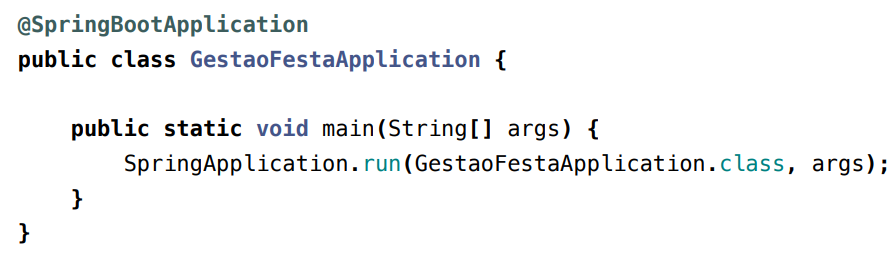 @SpringBootApplication
public class GestaoFestaApplication {
public static void main(String[] args) {
SpringApplication.run(GestaoFestaApplication.class, args);
}
}